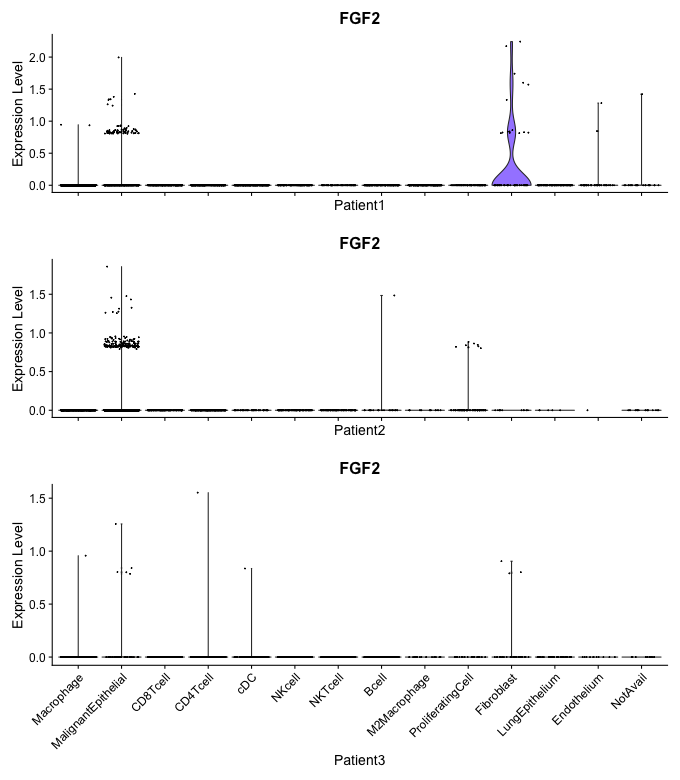 FGF2
Expression Level
2.0
1.5
1.0
0.5
0.0
Patient1
FGF2
Expression Level
1.5
1.0
0.5
0.0
Patient2
FGF2
Expression Level
1.5
1.0
0.5
0.0
Macrophage
MalignantEpithelial
CD8Tcell
CD4Tcell
cDC
NKcell
NKTcell
Bcell
M2Macrophage
ProliferatingCell
Fibroblast
LungEpithelium
Endothelium
NotAvail
Patient3